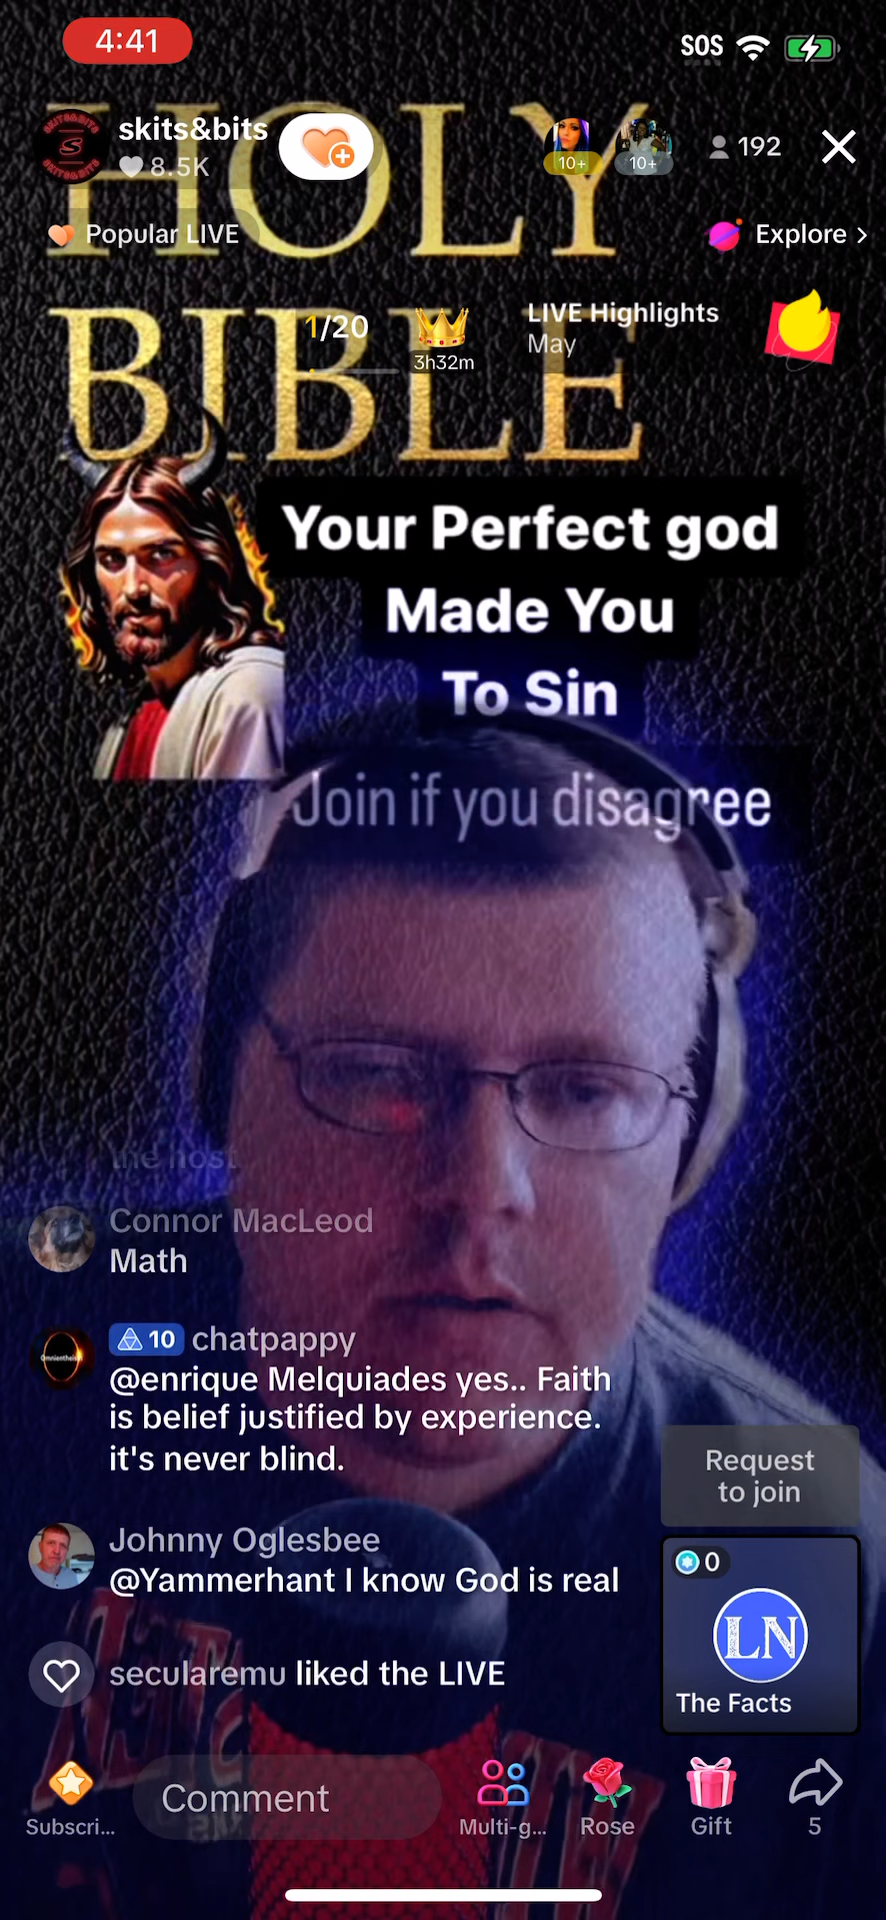 4:41
SOS
skits&bits
8.5K
10+
10+
192
Popular LIVE
Explore >
HOLY
BIBLE
1/20
3h32m
LIVE Highlights
May
Your Perfect god
Made You
To Sin
Join if you disagree
the host
Connor MacLeod
Math
10 chatpappy
@enrique Melquiades yes.. Faith
is belief justified by experience.
it's never blind.
Johnny Oglesbee
@Yammerhant I know God is real
secularemu liked the LIVE
Request
to join
0
LN
The Facts
Subscri...
Comment
Multi-g...
Rose
Gift
5